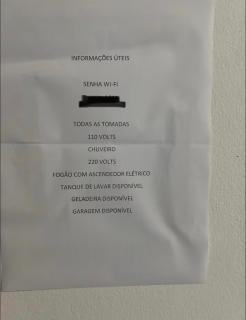 INFORMAÇÕES ÚTEIS
SENHA WI-FI
TODAS AS TOMADAS
110 VOLTS
CHUVEIRO
220 VOLTS
FOGÃO COM ASCENDEDOR ELÉTRICO
TANQUE DE LAVAR DISPONÍVEL
GELADEIRA DISPONÍVEL
GARAGEM DISPONÍVEL